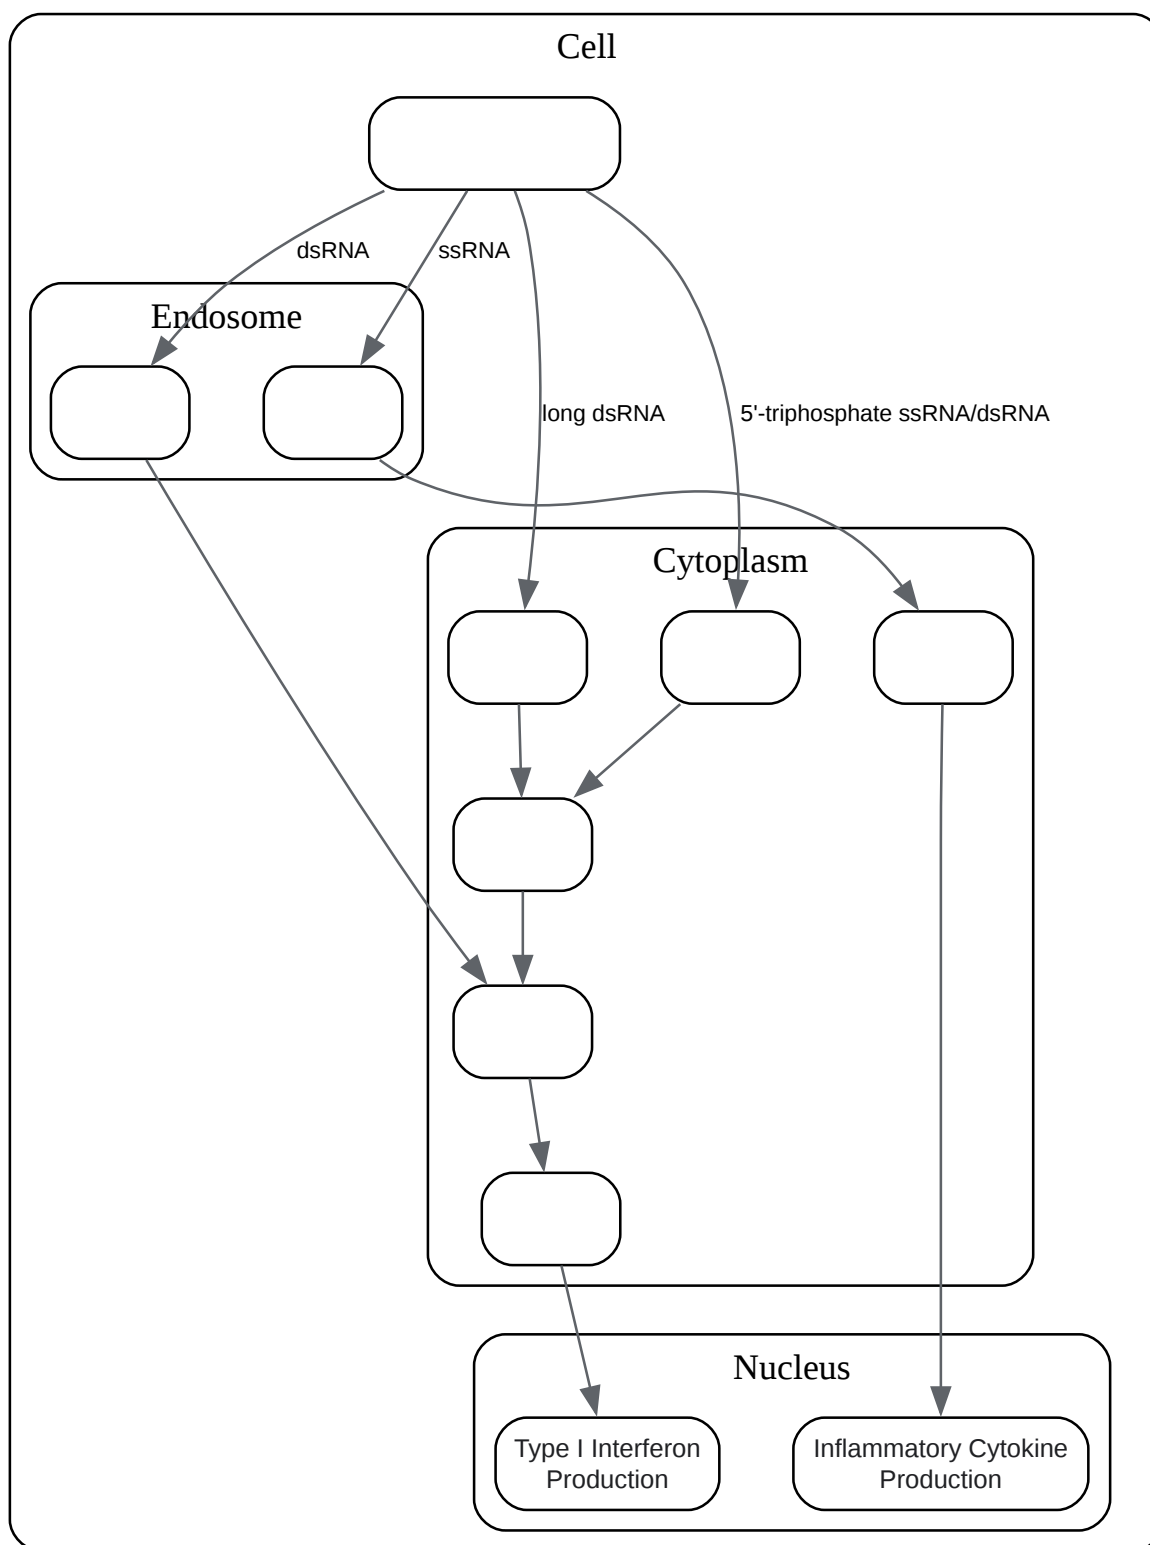 Cell
dsRNA
ssRNA
Endosome
long dsRNA
5'-triphosphate ssRNA/dsRNA
Cytoplasm
Nucleus
Type I Interferon
Production
Inflammatory Cytokine
Production